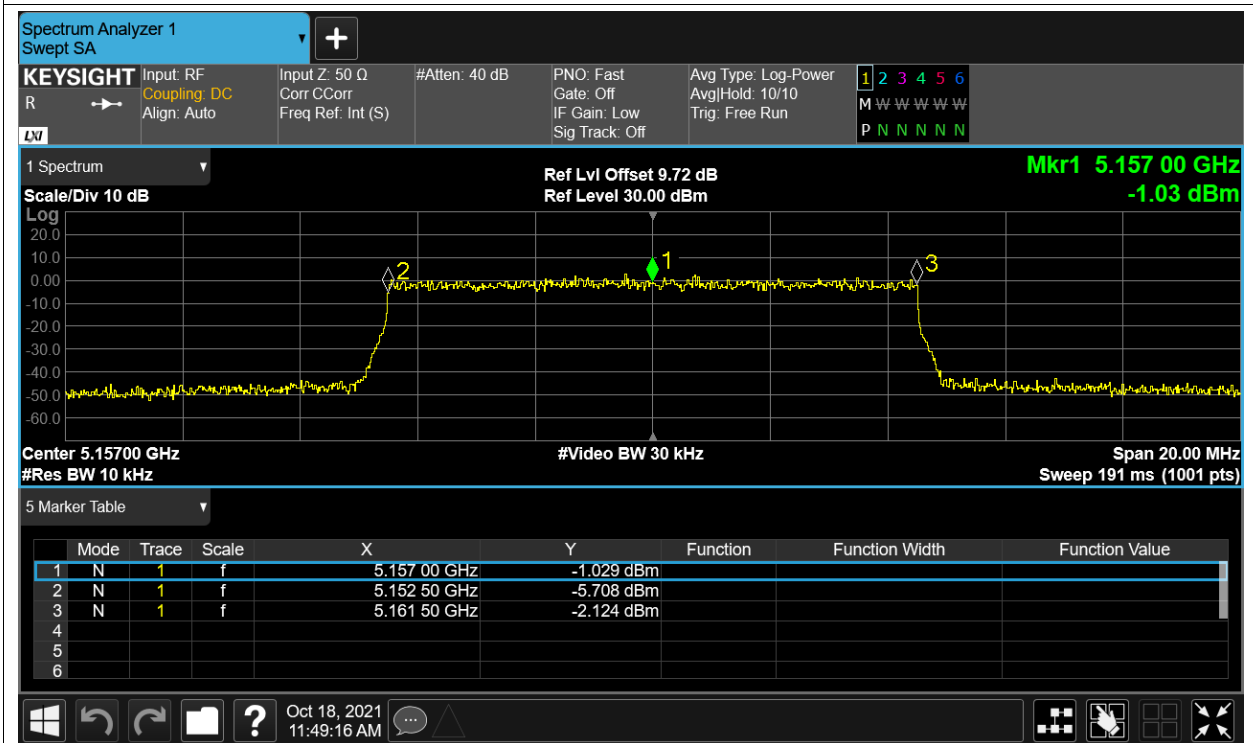 Spectrum Analyzer 1
Swept SA
KEYSIGHT Input: RF Input Z: 50 Ω #Atten: 40 dB PNO: Fast Avg Type: Log-Power 1 2 3 4 5 6
R Coupling: DC Corr CCorr Gate: Off Avg|Hold: 10/10 M W W W W W
Align: Auto Freq Ref: Int (S) IF Gain: Low Trig: Free Run
LXI Sig Track: Off P N N N N N
1 Spectrum Ref Lvl Offset 9.72 dB Mkr1 5.157 00 GHz
Scale/Div 10 dB Ref Level 30.00 dBm -1.03 dBm
Log
20.0
10.0
0.00
-10.0
-20.0
-30.0
-40.0
-50.0
-60.0
2 1 3
Center 5.15700 GHz #Video BW 30 kHz Span 20.00 MHz
#Res BW 10 kHz Sweep 191 ms (1001 pts)
5 Marker Table
Mode Trace Scale X Y Function Function Width Function Value
1 N 1 f 5.157 00 GHz -1.029 dBm
2 N 1 f 5.152 50 GHz -5.708 dBm
3 N 1 f 5.161 50 GHz -2.124 dBm
4
5
6
? Oct 18, 2021
11:49:16 AM